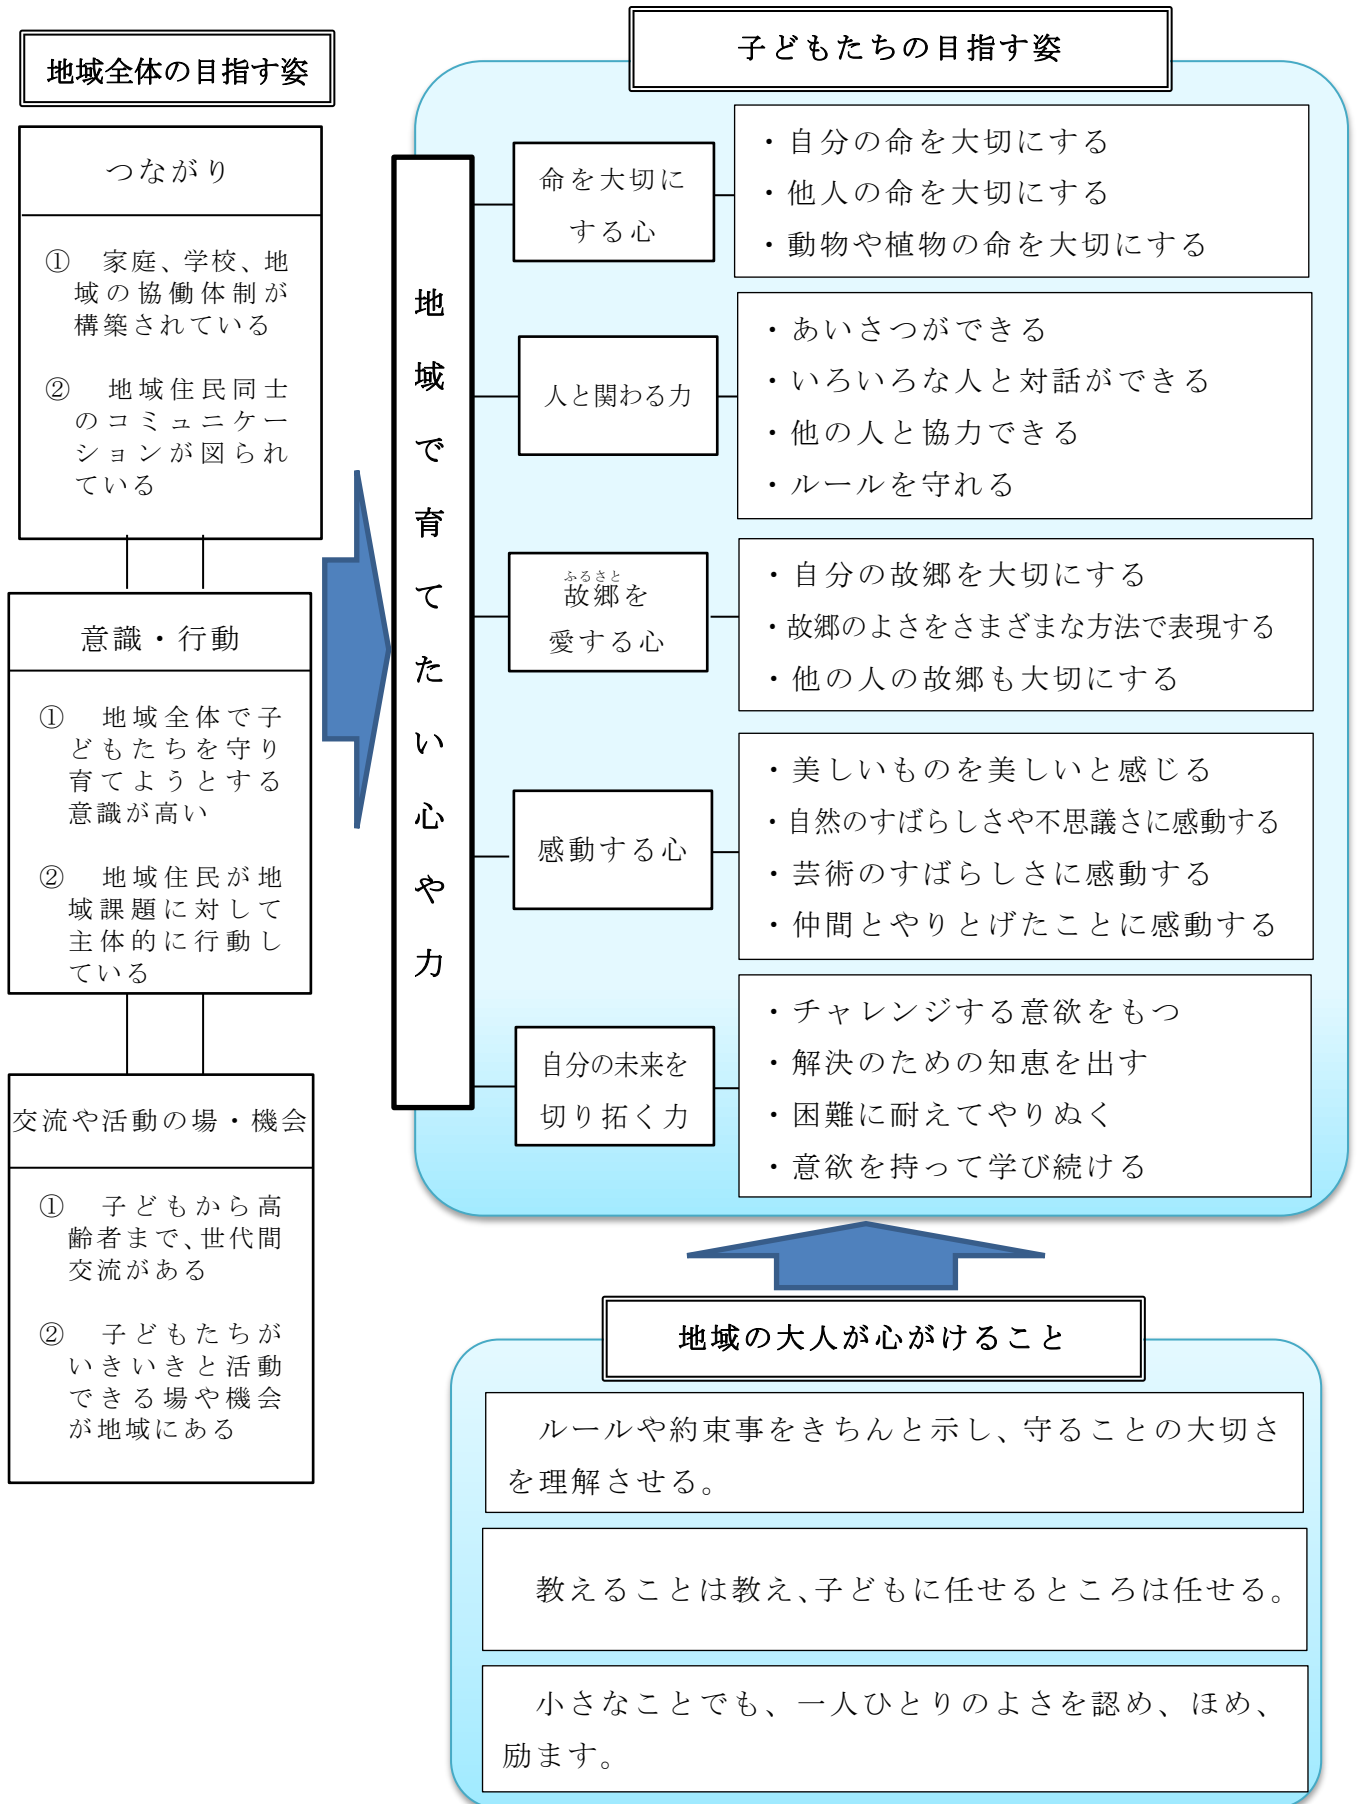 地域全体の目指す姿
つながり
① 家庭、学校、地
域の協働体制が
構築されている
② 地域住民同士
のコミュニケー
ションが図られ
ている
意識・行動
① 地域全体で子
どもたちを守り
育てようとする
意識が高い
② 地域住民が地
域課題に対して
主体的に行動し
ている
交流や活動の場・機会
① 子どもから高
齢者まで、世代間
交流がある
② 子どもたちが
いきいきと活動
できる場や機会
が地域にある
子どもたちの目指す姿
地域で育てたい心や力
命を大切に
する心
・自分の命を大切にする
・他人の命を大切にする
・動物や植物の命を大切にする
人と関わる力
・あいさつができる
・いろいろな人と対話ができる
・他の人と協力できる
・ルールを守れる
ふるさと
故郷を
愛する心
・自分の故郷を大切にする
・故郷のよさをさまざまな方法で表現する
・他の人の故郷も大切にする
感動する心
・美しいものを美しいと感じる
・自然のすばらしさや不思議さに感動する
・芸術のすばらしさに感動する
・仲間とやりとげたことに感動する
自分の未来を
切り拓く力
・チャレンジする意欲をもつ
・解決のための知恵を出す
・困難に耐えてやりぬく
・意欲を持って学び続ける
地域の大人が心がけること
ルールや約束事をきちんと示し、守ることの大切さ
を理解させる。
教えることは教え、子どもに任せるところは任せる。
小さなことでも、一人ひとりのよさを認め、ほめ、
励ます。